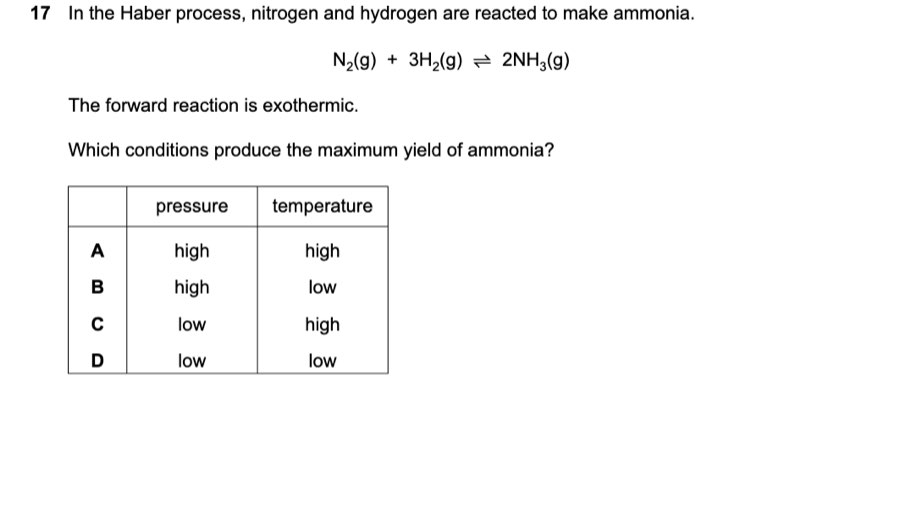 17 In the Haber process, nitrogen and hydrogen are reacted to make ammonia.
N₂(g) + 3H₂(g) ⇌ 2NH₃(g)
The forward reaction is exothermic.
Which conditions produce the maximum yield of ammonia?
pressure temperature
A high high
B high low
C low high
D low low